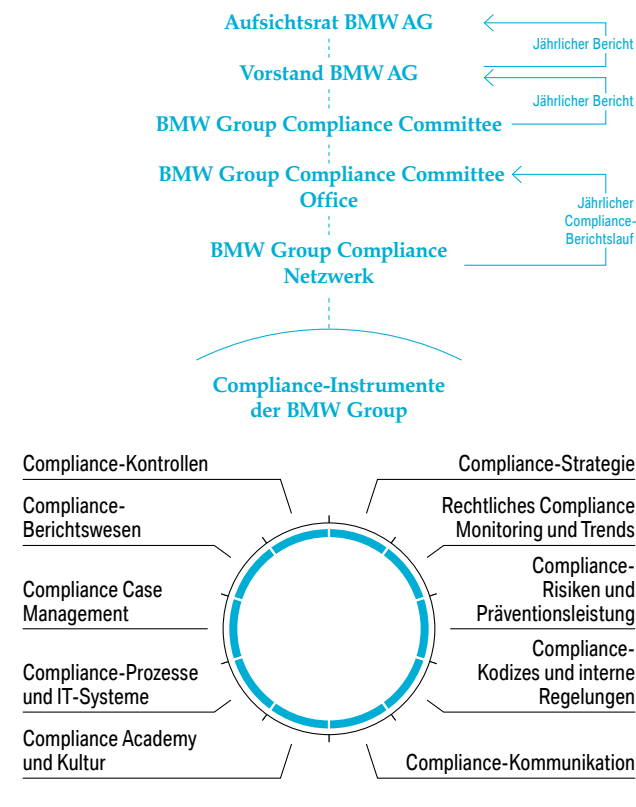 Aufsichtsrat BMW AG
Jährlicher Bericht
Vorstand BMW AG
Jährlicher Bericht
BMW Group Compliance Committee
BMW Group Compliance Committee
Office
Jährlicher
Compliance-
Berichtslauf
BMW Group Compliance
Netzwerk
Compliance-Instrumente
der BMW Group
Compliance-Kontrollen
Compliance-
Berichtswesen
Compliance Case
Management
Compliance-Prozesse
und IT-Systeme
Compliance Academy
und Kultur
Compliance-Strategie
Rechtliches Compliance
Monitoring und Trends
Compliance-
Risiken und
Präventionsleistung
Compliance-
Kodizes und interne
Regelungen
Compliance-Kommunikation